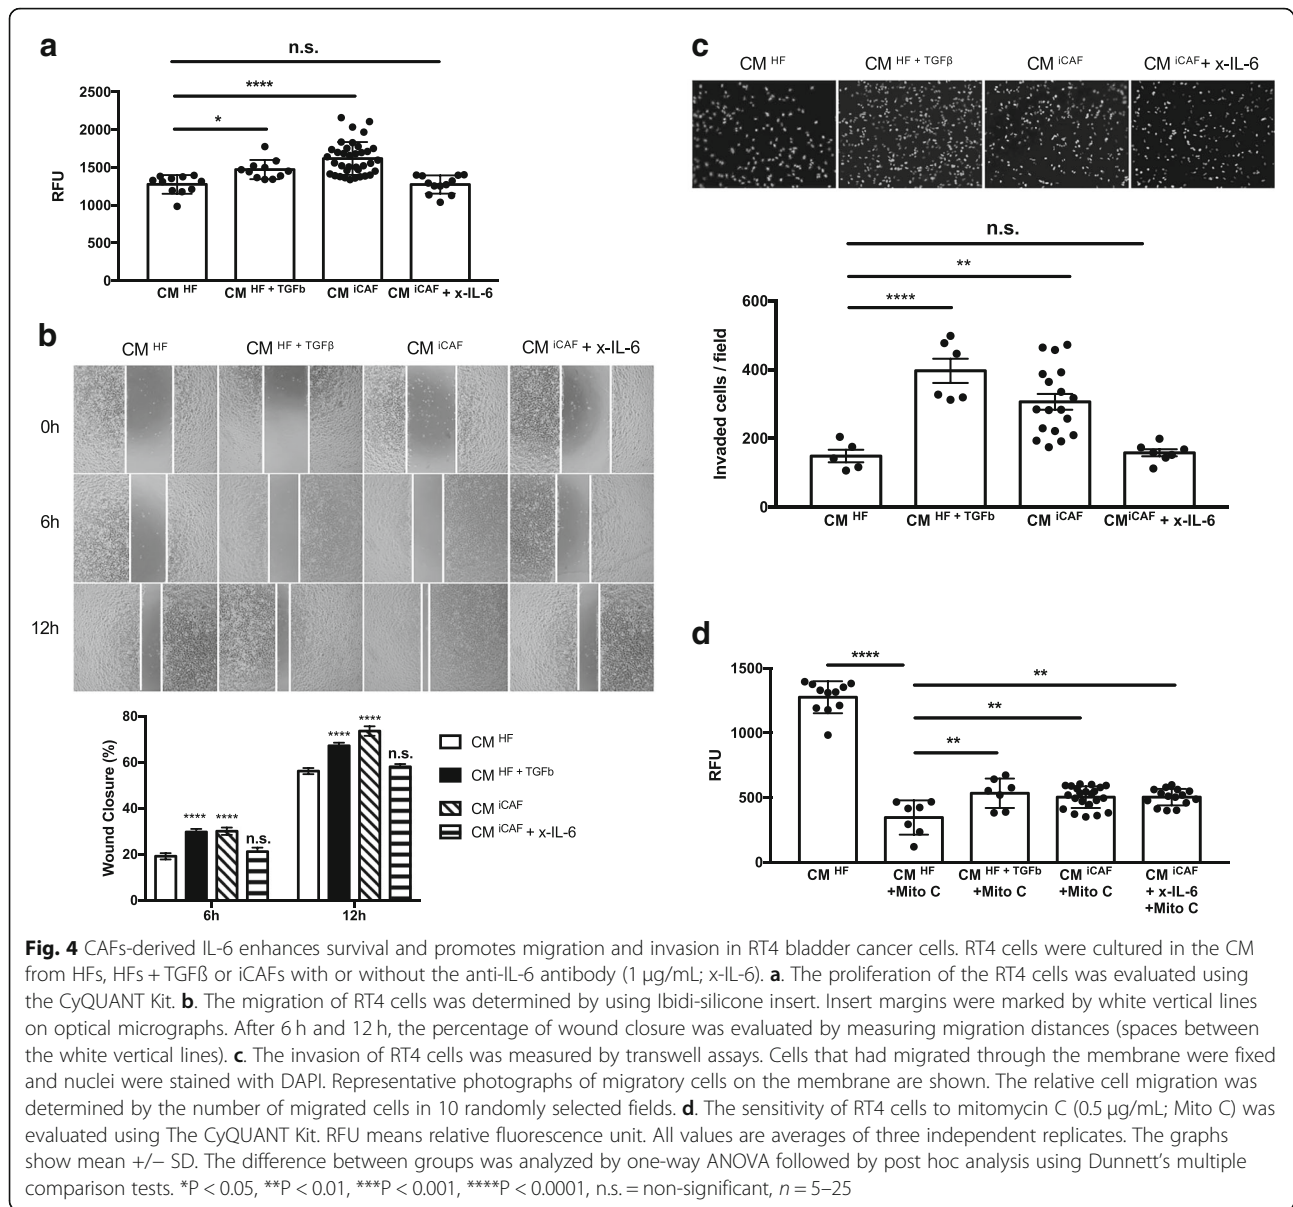 a
n.s.
****
*
2500
2000
1500
1000
500
0
RFU
CM HF
CM HF + TGFb
CM iCAF
CM iCAF + x-IL-6
b
CM HF
CM HF + TGFβ
CM iCAF
CM iCAF + x-IL-6
0h
6h
12h
80
60
40
20
0
Wound Closure (%)
**** **** n.s.
**** **** n.s.
6h
12h
CM HF
CM HF + TGFb
CM iCAF
CM iCAF + x-IL-6
c
CM HF
CM HF + TGFβ
CM iCAF
CM iCAF + x-IL-6
n.s.
**
****
600
400
200
0
Invaded cells / field
CM HF
CM HF + TGFb
CM iCAF
CMiCAF + x-IL-6
d
****
**
**
**
1500
1000
500
0
RFU
CM HF
CM HF
+Mito C
CM HF + TGFb
+Mito C
CM iCAF
+Mito C
CM iCAF
+ x-IL-6
+Mito C
Fig. 4 CAFs-derived IL-6 enhances survival and promotes migration and invasion in RT4 bladder cancer cells. RT4 cells were cultured in the CM
from HFs, HFs + TGFß or iCAFs with or without the anti-IL-6 antibody (1 μg/mL; x-IL-6). a. The proliferation of the RT4 cells was evaluated using
the CyQUANT Kit. b. The migration of RT4 cells was determined by using Ibidi-silicone insert. Insert margins were marked by white vertical lines
on optical micrographs. After 6 h and 12 h, the percentage of wound closure was evaluated by measuring migration distances (spaces between
the white vertical lines). c. The invasion of RT4 cells was measured by transwell assays. Cells that had migrated through the membrane were fixed
and nuclei were stained with DAPI. Representative photographs of migratory cells on the membrane are shown. The relative cell migration was
determined by the number of migrated cells in 10 randomly selected fields. d. The sensitivity of RT4 cells to mitomycin C (0.5 μg/mL; Mito C) was
evaluated using The CyQUANT Kit. RFU means relative fluorescence unit. All values are averages of three independent replicates. The graphs
show mean +/− SD. The difference between groups was analyzed by one-way ANOVA followed by post hoc analysis using Dunnett's multiple
comparison tests. *P < 0.05, **P < 0.01, ***P < 0.001, ****P < 0.0001, n.s. = non-significant, n = 5–25